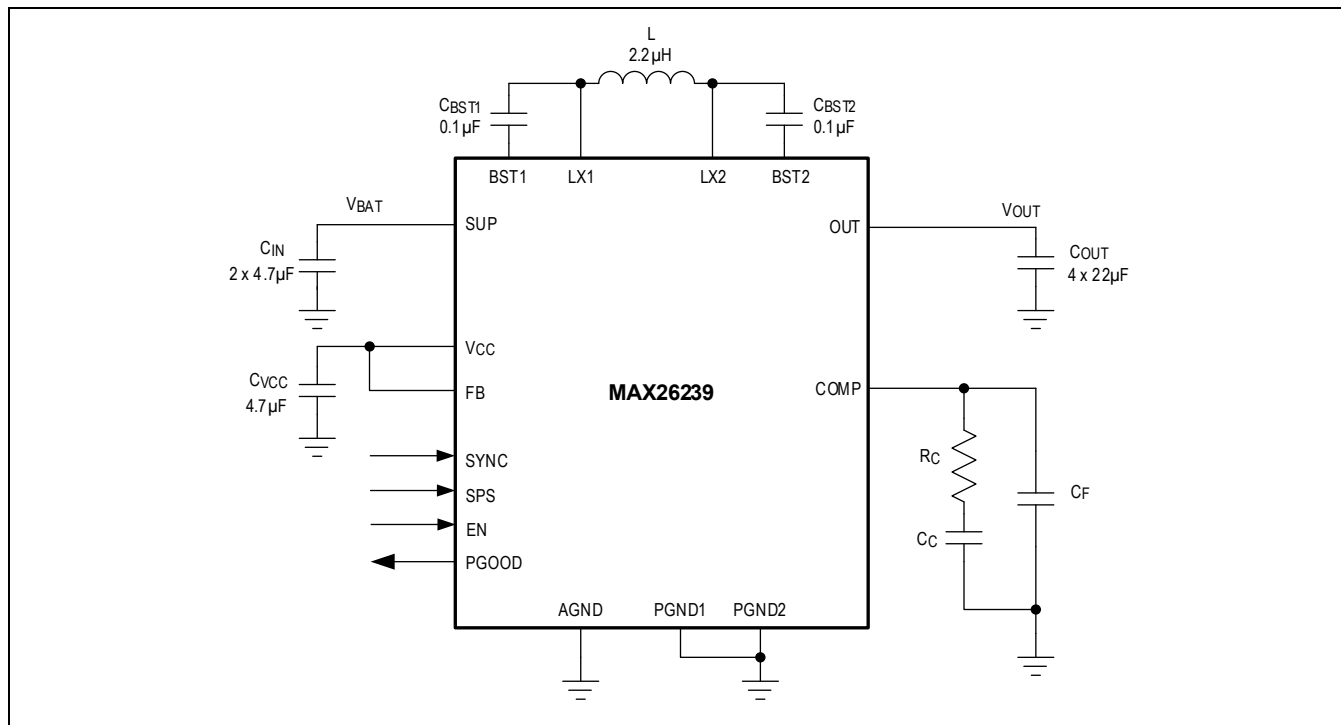 L
2.2µH
CBST1
0.1µF
CBST2
0.1µF
BST1 LX1 LX2 BST2
VBAT
SUP
OUT
VOUT
CIN
2 x 4.7µF
COUT
4 x 22µF
VCC
CVCC
4.7µF
FB
MAX26239
COMP
SYNC
SPS
EN
PGOOD
RC
CC
CF
AGND PGND1 PGND2